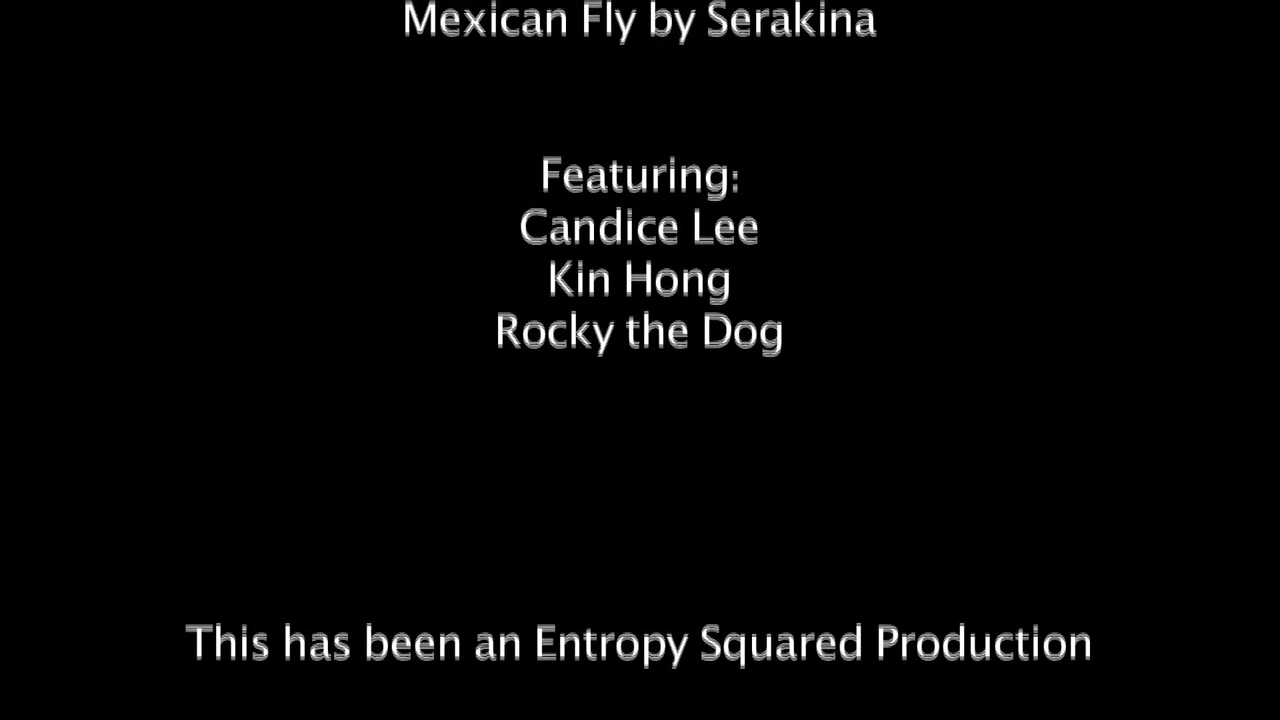 Mexican Fly by Serakina
Featuring:
Candice Lee
Kin Hong
Rocky the Dog
This has been an Entropy Squared Production